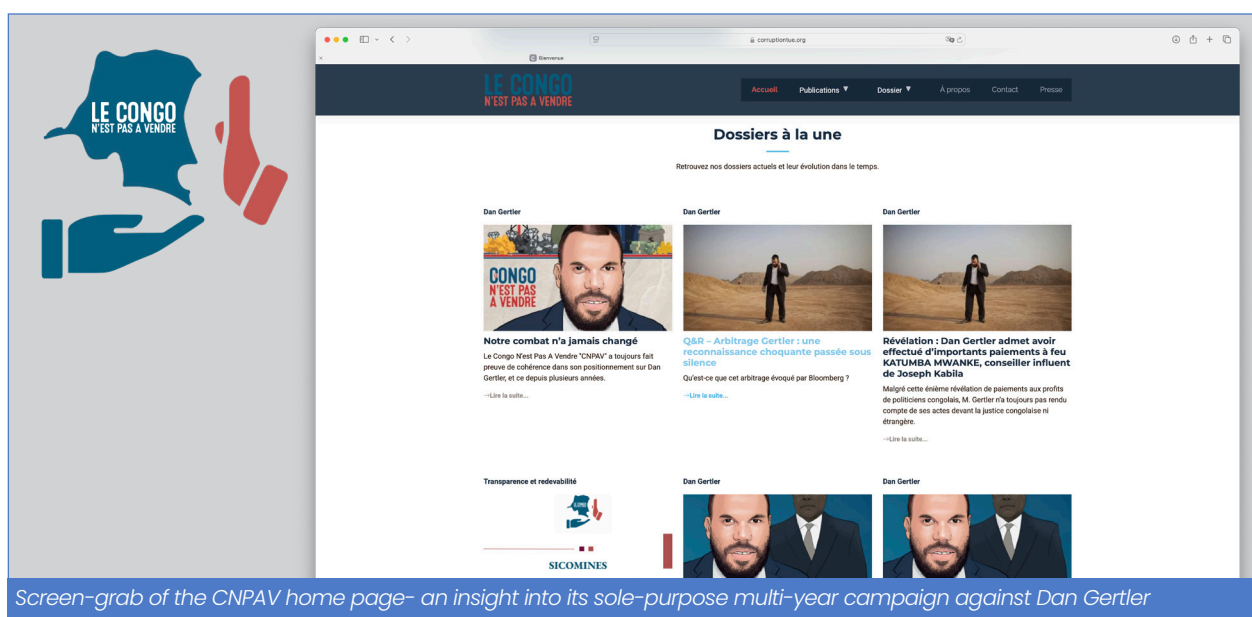 LE CONGO
N'EST PAS A VENDRE
corruptiontue.org
Bienvenue
LE CONGO
N'EST PAS A VENDRE
Accueil Publications ▼ Dossier ▼ À propos Contact Presse
Dossiers à la une
Retrouvez nos dossiers actuels et leur évolution dans le temps.
Dan Gertler
CONGO
N'EST PAS
A VENDRE
Notre combat n'a jamais changé
Le Congo N'est Pas A Vendre "CNPAV" a toujours fait
preuve de cohérence dans son positionnement sur Dan
Gertler, et ce depuis plusieurs années.
→Lire la suite...
Dan Gertler
Q&R – Arbitrage Gertler : une
reconnaissance choquante passée sous
silence
Qu'est-ce que cet arbitrage évoqué par Bloomberg ?
→Lire la suite...
Dan Gertler
Révélation : Dan Gertler admet avoir
effectué d'importants paiements à feu
KATUMBA MWANKE, conseiller influent
de Joseph Kabila
Malgré cette énième révélation de paiements aux profits
de politiciens congolais, M. Gertler n'a toujours pas rendu
compte de ses actes devant la justice congolaise ni
étrangère.
→Lire la suite...
Transparence et redevabilité
SICOMINES
Dan Gertler
Dan Gertler
Screen-grab of the CNPAV home page- an insight into its sole-purpose multi-year campaign against Dan Gertler